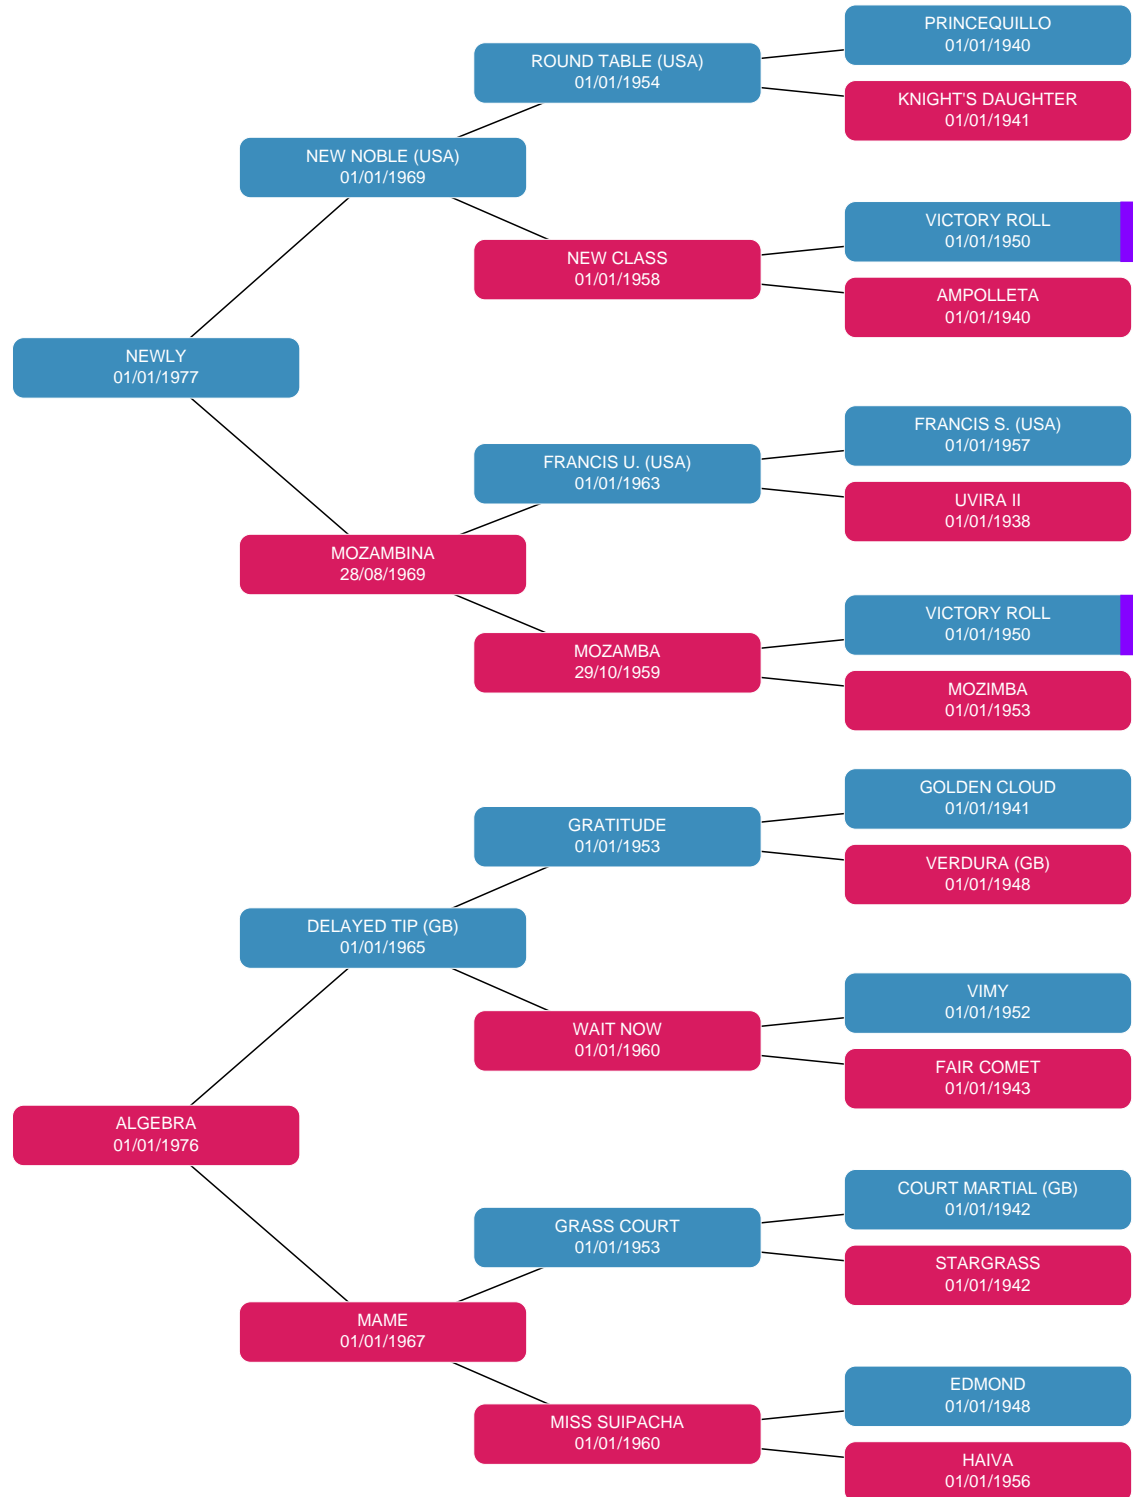 PRINCEQUILLO
01/01/1940
ROUND TABLE (USA)
01/01/1954
KNIGHT'S DAUGHTER
01/01/1941
NEW NOBLE (USA)
01/01/1969
VICTORY ROLL
01/01/1950
NEW CLASS
01/01/1958
AMPOLLETA
01/01/1940
NEWLY
01/01/1977
FRANCIS S. (USA)
01/01/1957
FRANCIS U. (USA)
01/01/1963
UVIRA II
01/01/1938
MOZAMBINA
28/08/1969
VICTORY ROLL
01/01/1950
MOZAMBA
29/10/1959
MOZIMBA
01/01/1953
GOLDEN CLOUD
01/01/1941
GRATITUDE
01/01/1953
VERDURA (GB)
01/01/1948
DELAYED TIP (GB)
01/01/1965
VIMY
01/01/1952
WAIT NOW
01/01/1960
FAIR COMET
01/01/1943
ALGEBRA
01/01/1976
COURT MARTIAL (GB)
01/01/1942
GRASS COURT
01/01/1953
STARGRASS
01/01/1942
MAME
01/01/1967
EDMOND
01/01/1948
MISS SUIPACHA
01/01/1960
HAIVA
01/01/1956